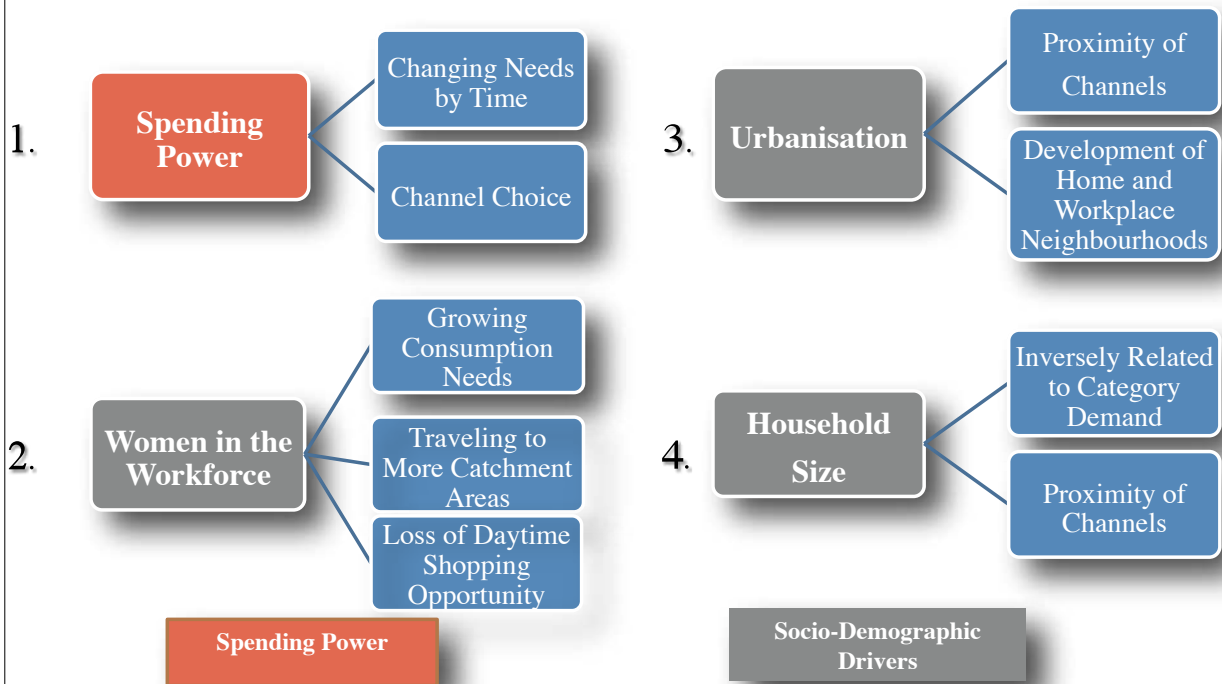 1.
Spending
Power
Changing Needs
by Time
Channel Choice
2.
Women in the
Workforce
Growing
Consumption
Needs
Traveling to
More Catchment
Areas
Loss of Daytime
Shopping
Opportunity
3.
Urbanisation
Proximity of
Channels
Development of
Home and
Workplace
Neighbourhoods
4.
Household
Size
Inversely Related
to Category
Demand
Proximity of
Channels
Spending Power
Socio-Demographic
Drivers